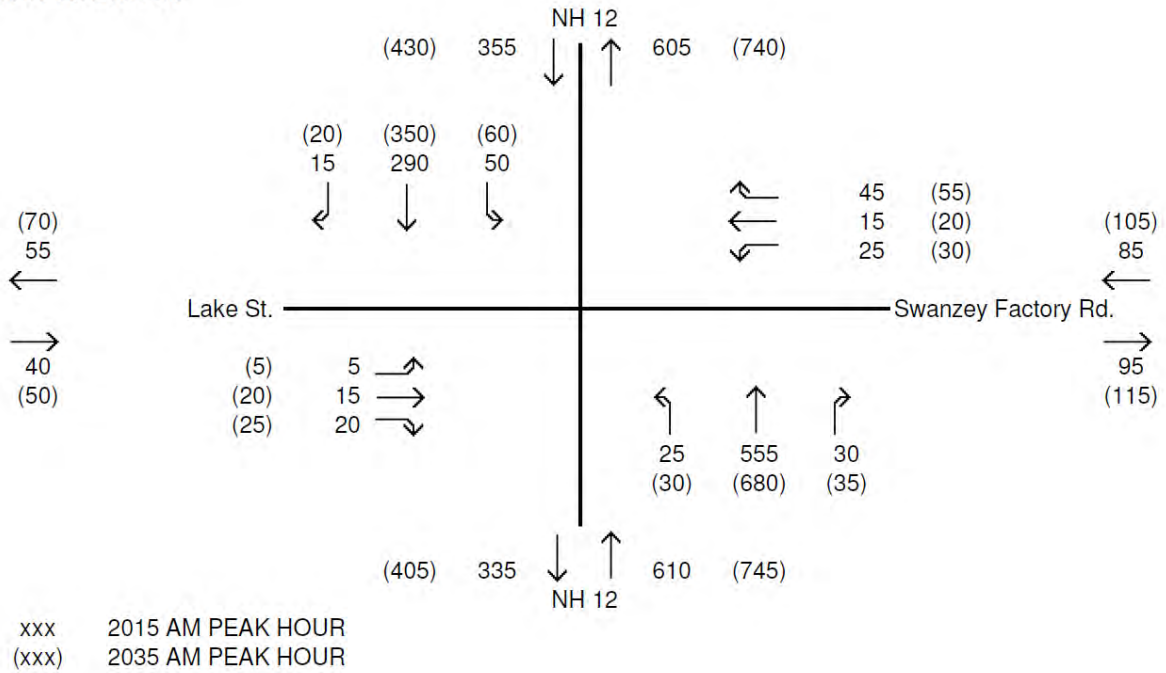 NH 12
(430) 355 605 (740)
(20) (350) (60)
15 290 50
45 (55)
(70) 15 (20) (105)
55 25 (30) 85
Lake St. Swanzey Factory Rd.
40 (5) 5 95
(50) (20) 15 (115)
(25) 20
25 555 30
(30) (680) (35)
(405) 335 610 (745)
NH 12
xxx 2015 AM PEAK HOUR
(xxx) 2035 AM PEAK HOUR